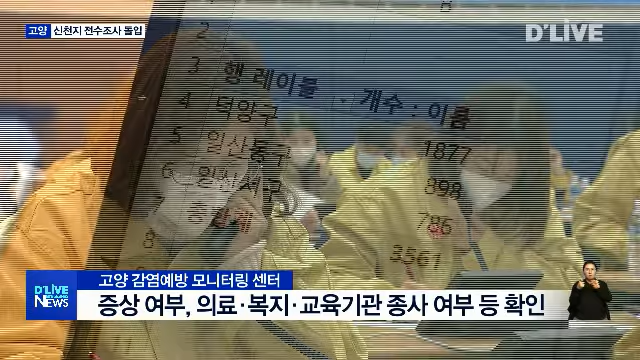 고양 신천지 전수조사 돌입
D'LIVE
2
3 행 레이블 개수 : 이름
4 덕양구 1877
5 일산동구 898
6 일산서구 786
7 총합계 3561
8
고양 감염예방 모니터링 센터
D'LIVE
NEWS
증상 여부, 의료·복지·교육기관 종사 여부 등 확인